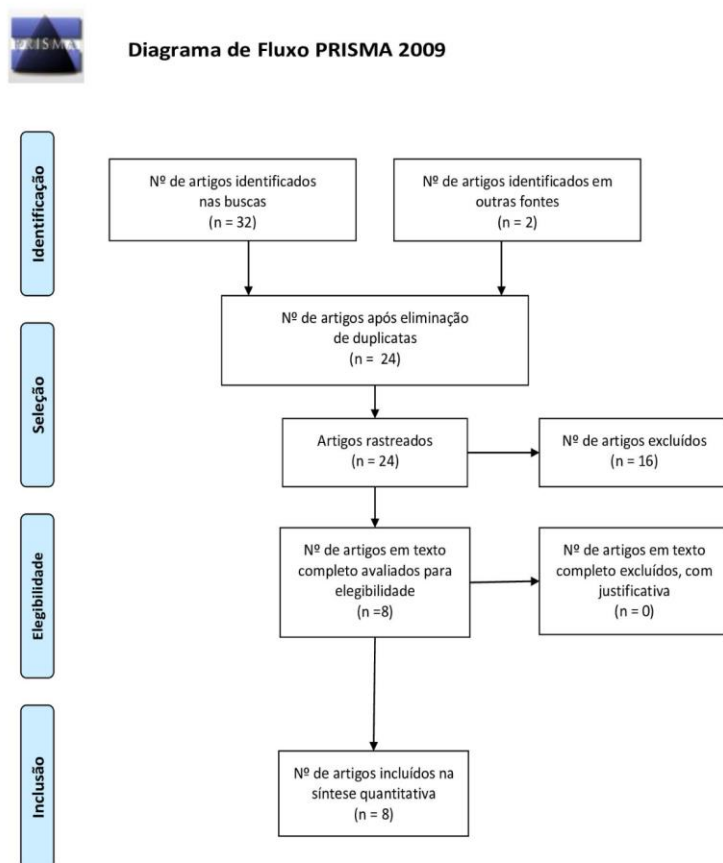 PRISMA
Diagrama de Fluxo PRISMA 2009
Identificação
Nº de artigos identificados
nas buscas
(n = 32)
Nº de artigos identificados em
outras fontes
(n = 2)
Nº de artigos após eliminação
de duplicatas
(n = 24)
Seleção
Artigos rastreados
(n = 24)
Nº de artigos excluídos
(n = 16)
Elegibilidade
Nº de artigos em texto
completo avaliados para
elegibilidade
(n =8)
Nº de artigos em texto
completo excluídos, com
justificativa
(n = 0)
Inclusão
Nº de artigos incluídos na
síntese quantitativa
(n = 8)